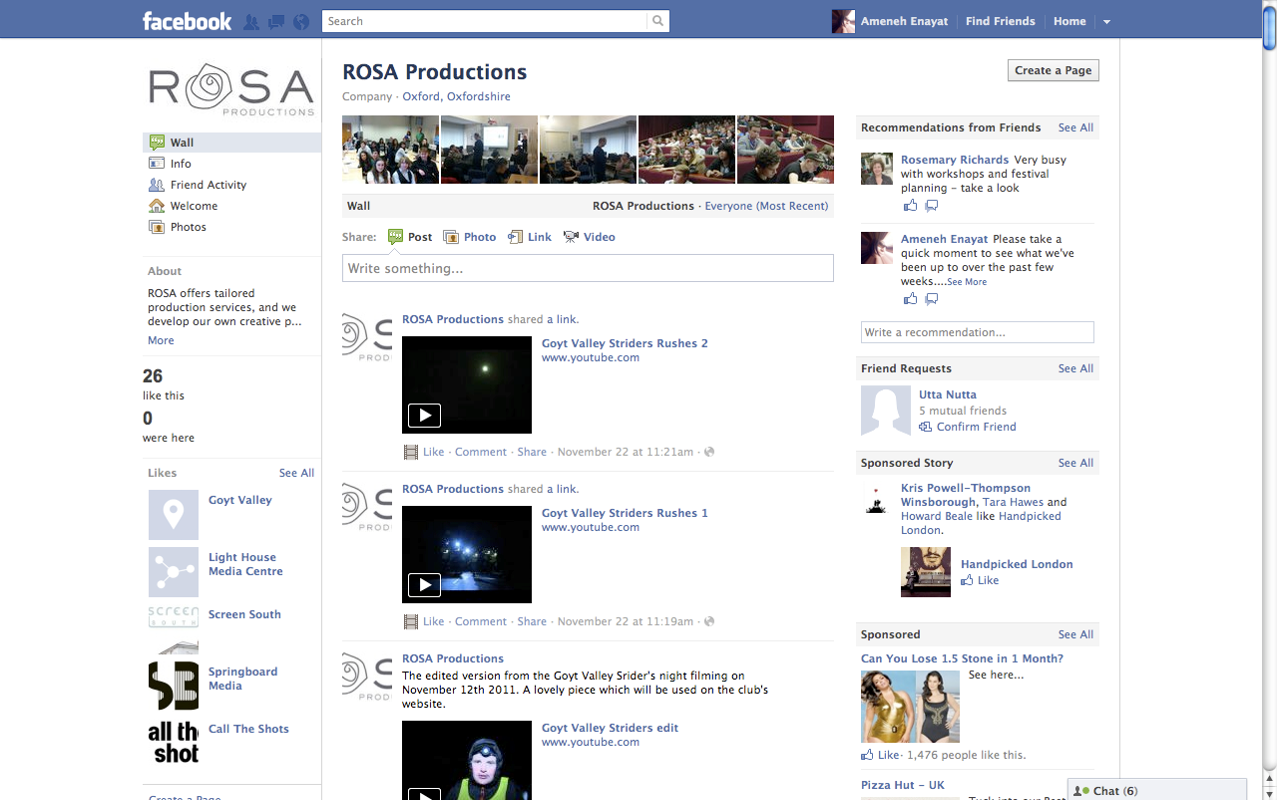 facebook
Search
Ameneh Enayat
Find Friends
Home
ROSA
PRODUCTIONS
Wall
Info
Friend Activity
Welcome
Photos
About
ROSA offers tailored
production services, and we
develop our own creative p...
More
26
like this
0
were here
Likes
See All
Goyt Valley
Light House
Media Centre
SCREEN
SOUTH
Screen South
Springboard
Media
all th
shot
Call The Shots
Create a Page
ROSA Productions
Company · Oxford, Oxfordshire
Create a Page
Wall
ROSA Productions · Everyone (Most Recent)
Share:
Post
Photo
Link
Video
Write something...
ROSA Productions shared a link.
Goyt Valley Striders Rushes 2
www.youtube.com
Like · Comment · Share · November 22 at 11:21am ·
ROSA Productions shared a link.
Goyt Valley Striders Rushes 1
www.youtube.com
Like · Comment · Share · November 22 at 11:19am ·
ROSA Productions
The edited version from the Goyt Valley Srider's night filming on
November 12th 2011. A lovely piece which will be used on the club's
website.
Goyt Valley Striders edit
www.youtube.com
Recommendations from Friends
See All
Rosemary Richards Very busy
with workshops and festival
planning – take a look
Ameneh Enayat Please take a
quick moment to see what we've
been up to over the past few
weeks....See More
Write a recommendation...
Friend Requests
See All
Utta Nutta
5 mutual friends
Confirm Friend
Sponsored Story
See All
Kris Powell-Thompson
Winsborough, Tara Hawes and
Howard Beale like Handpicked
London.
Handpicked London
Like
Sponsored
See All
Can You Lose 1.5 Stone in 1 Month?
See here...
Like · 1,476 people like this.
Pizza Hut – UK
Chat (6)